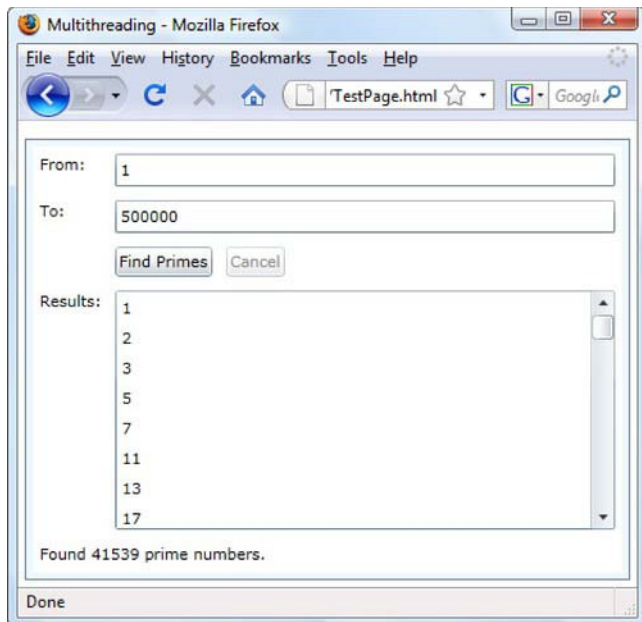 Multithreading - Mozilla Firefox
File Edit View History Bookmarks Tools Help
'TestPage.html G Googl
From: 1
To: 500000
Find Primes Cancel
Results: 1
2
3
5
7
11
13
17
Found 41539 prime numbers.
Done